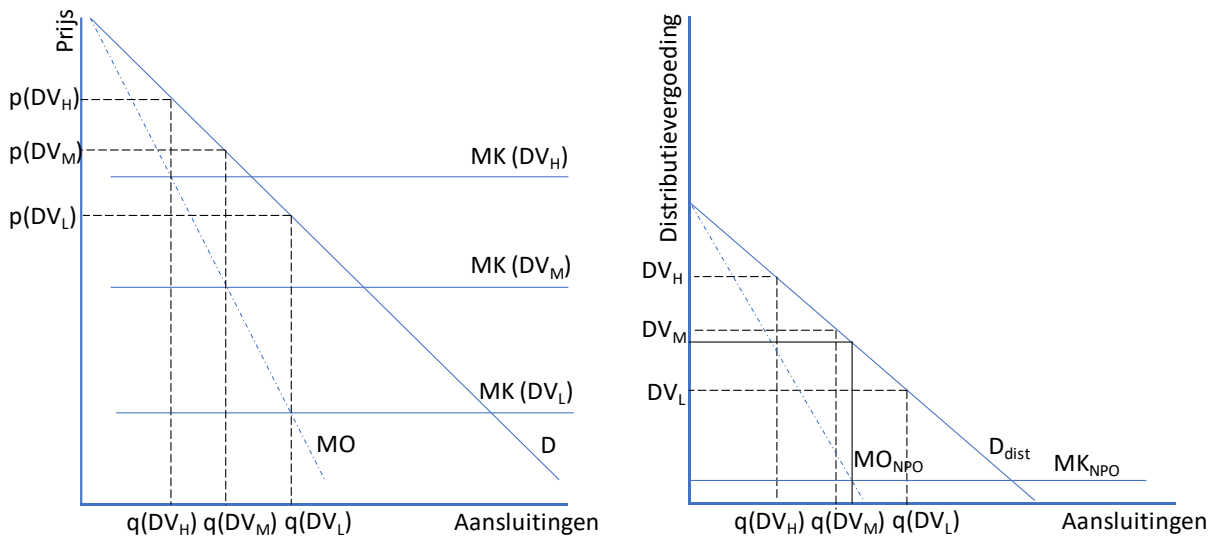 Prijs
p(DV_H)
p(DV_M)
p(DV_L)
MK (DV_H)
MK (DV_M)
MK (DV_L)
MO
D
q(DV_H) q(DV_M) q(DV_L) Aansluitingen
Distributievergoeding
DV_H
DV_M
DV_L
MO_NPO
D_dist
MK_NPO
q(DV_H) q(DV_M) q(DV_L) Aansluitingen